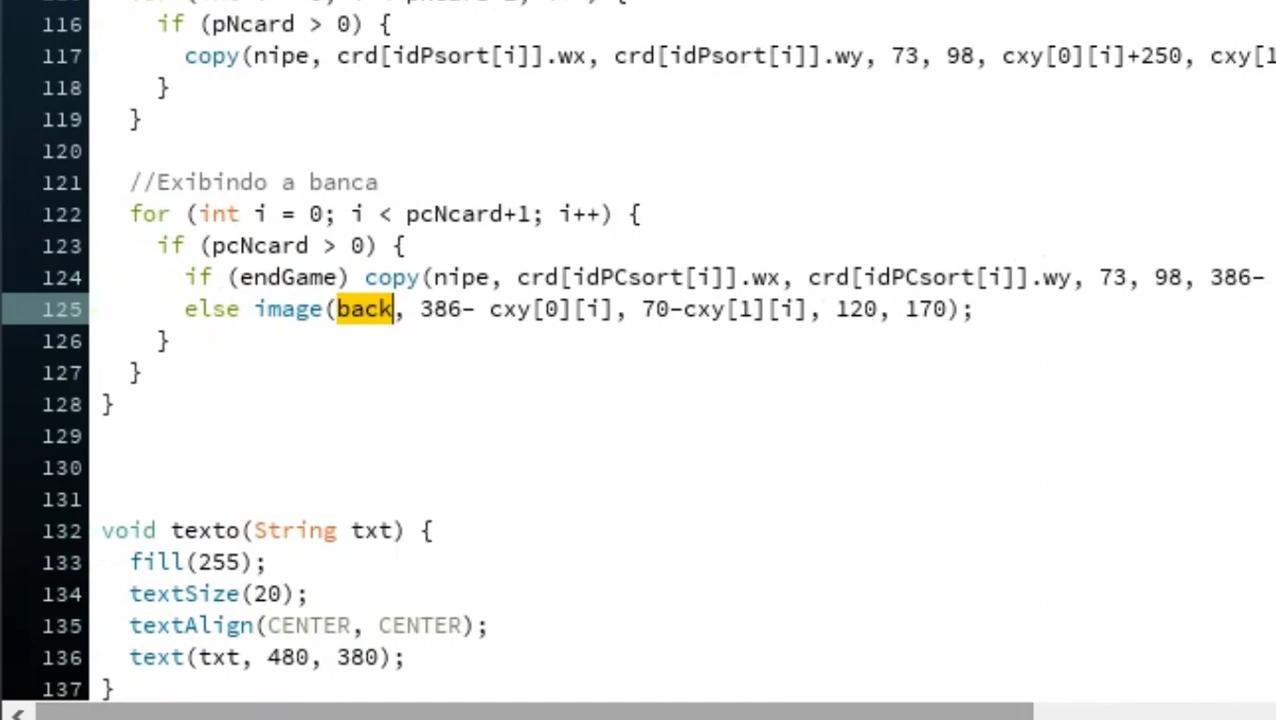 116 if (pNcard > 0) {
117 copy(nipe, crd[idPsort[i]].wx, crd[idPsort[i]].wy, 73, 98, cxy[0][i]+250, cxy[1
118 }
119 }
120
121 //Exibindo a banca
122 for (int i = 0; i < pcNcard+1; i++) {
123 if (pcNcard > 0) {
124 if (endGame) copy(nipe, crd[idPCsort[i]].wx, crd[idPCsort[i]].wy, 73, 98, 386-
125 else image(back, 386- cxy[0][i], 70-cxy[1][i], 120, 170);
126 }
127 }
128 }
129
130
131
132 void texto(String txt) {
133 fill(255);
134 textSize(20);
135 textAlign(CENTER, CENTER);
136 text(txt, 480, 380);
137 }